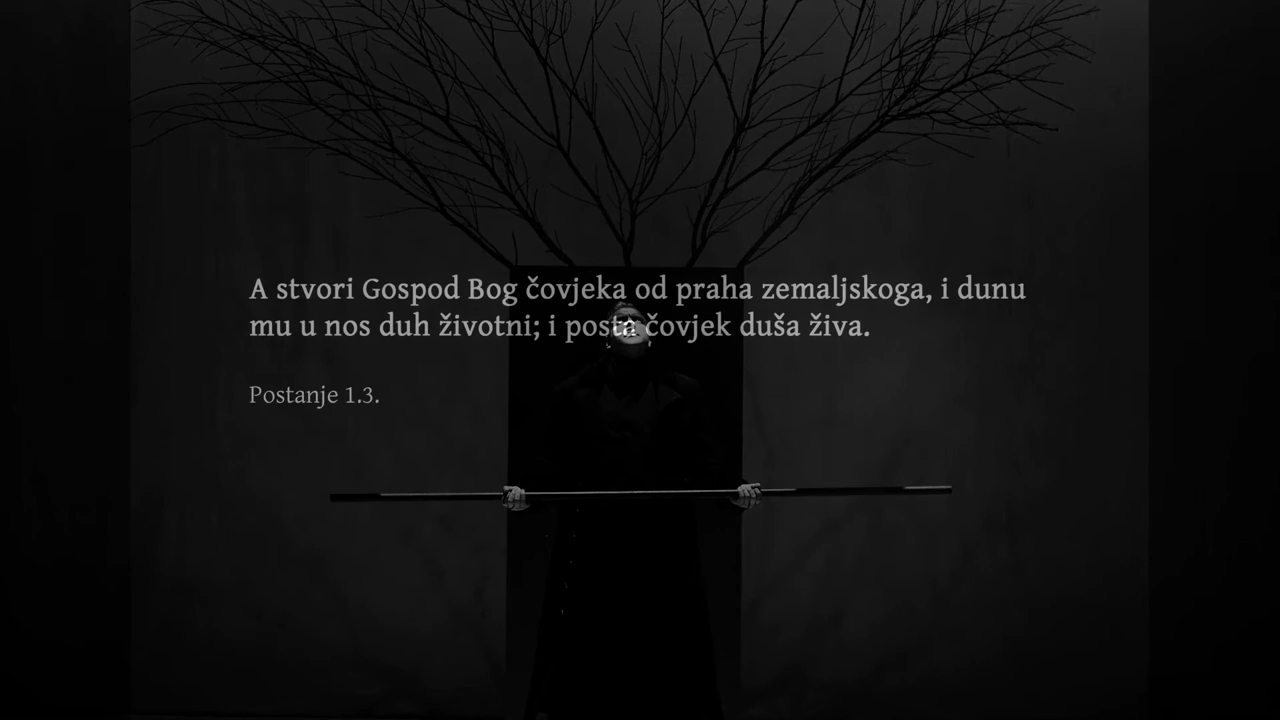 A stvori Gospod Bog čovjeka od praha zemaljskoga, i dunu
mu u nos duh životni; i posta čovjek duša živa.
Postanje 1.3.